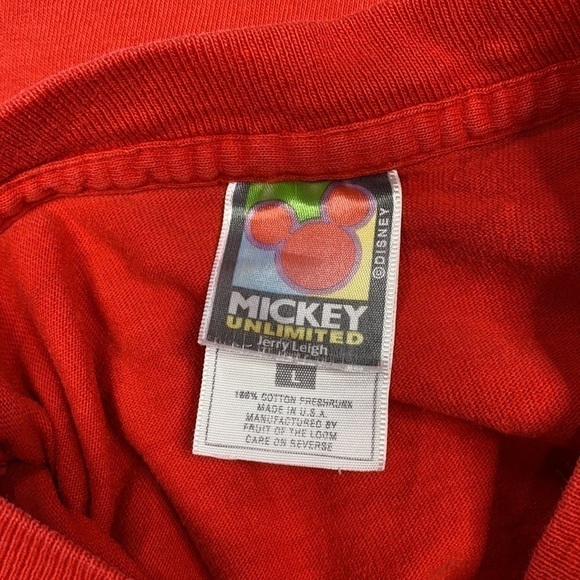 ©DISNEY
MICKEY
UNLIMITED
Jerry Leigh
L
100% COTTON PRESHRUNK
MADE IN U.S.A.
MANUFACTURED BY
FRUIT OF THE LOOM
CARE ON REVERSE